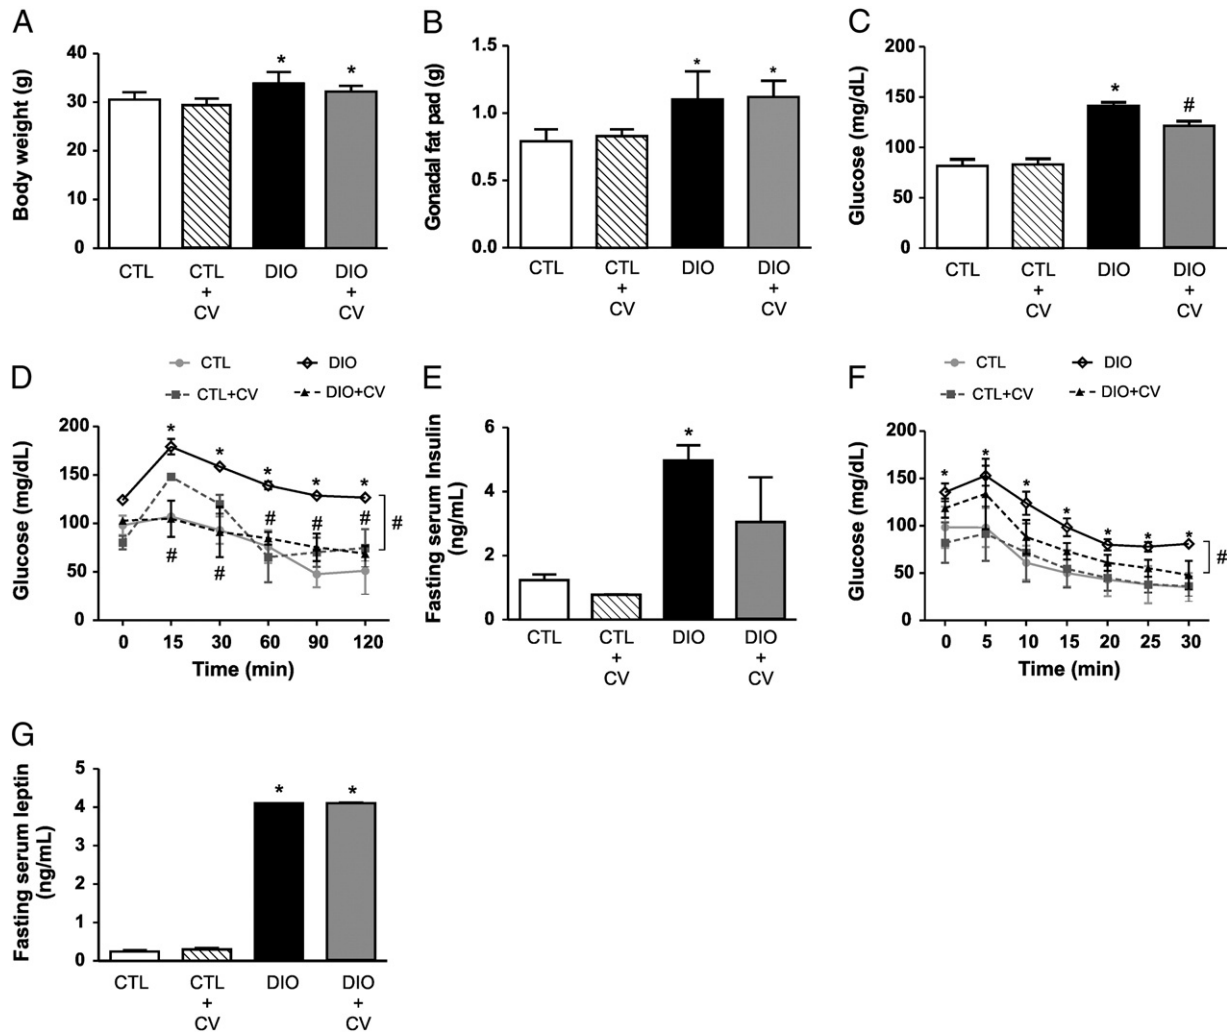 A
Body weight (g)
40
30
20
10
0
*
*
CTL
CTL
+
CV
DIO
DIO
+
CV
B
Gonadal fat pad (g)
1.5
1.0
0.5
0.0
*
*
CTL
CTL
+
CV
DIO
DIO
+
CV
C
Glucose (mg/dL)
200
150
100
50
0
*
#
CTL
CTL
+
CV
DIO
DIO
+
CV
D
CTL
DIO
CTL+CV
DIO+CV
Glucose (mg/dL)
200
150
100
50
0
* * * * *
# # #
# #
#
0 15 30 60 90 120
Time (min)
E
Fasting serum Insulin
(ng/mL)
6
4
2
0
*
CTL
CTL
+
CV
DIO
DIO
+
CV
F
CTL
DIO
CTL+CV
DIO+CV
Glucose (mg/dL)
200
150
100
50
0
* * * * * * *
#
0 5 10 15 20 25 30
Time (min)
G
Fasting serum leptin
(ng/mL)
5
4
3
2
1
0
*
*
CTL
CTL
+
CV
DIO
DIO
+
CV